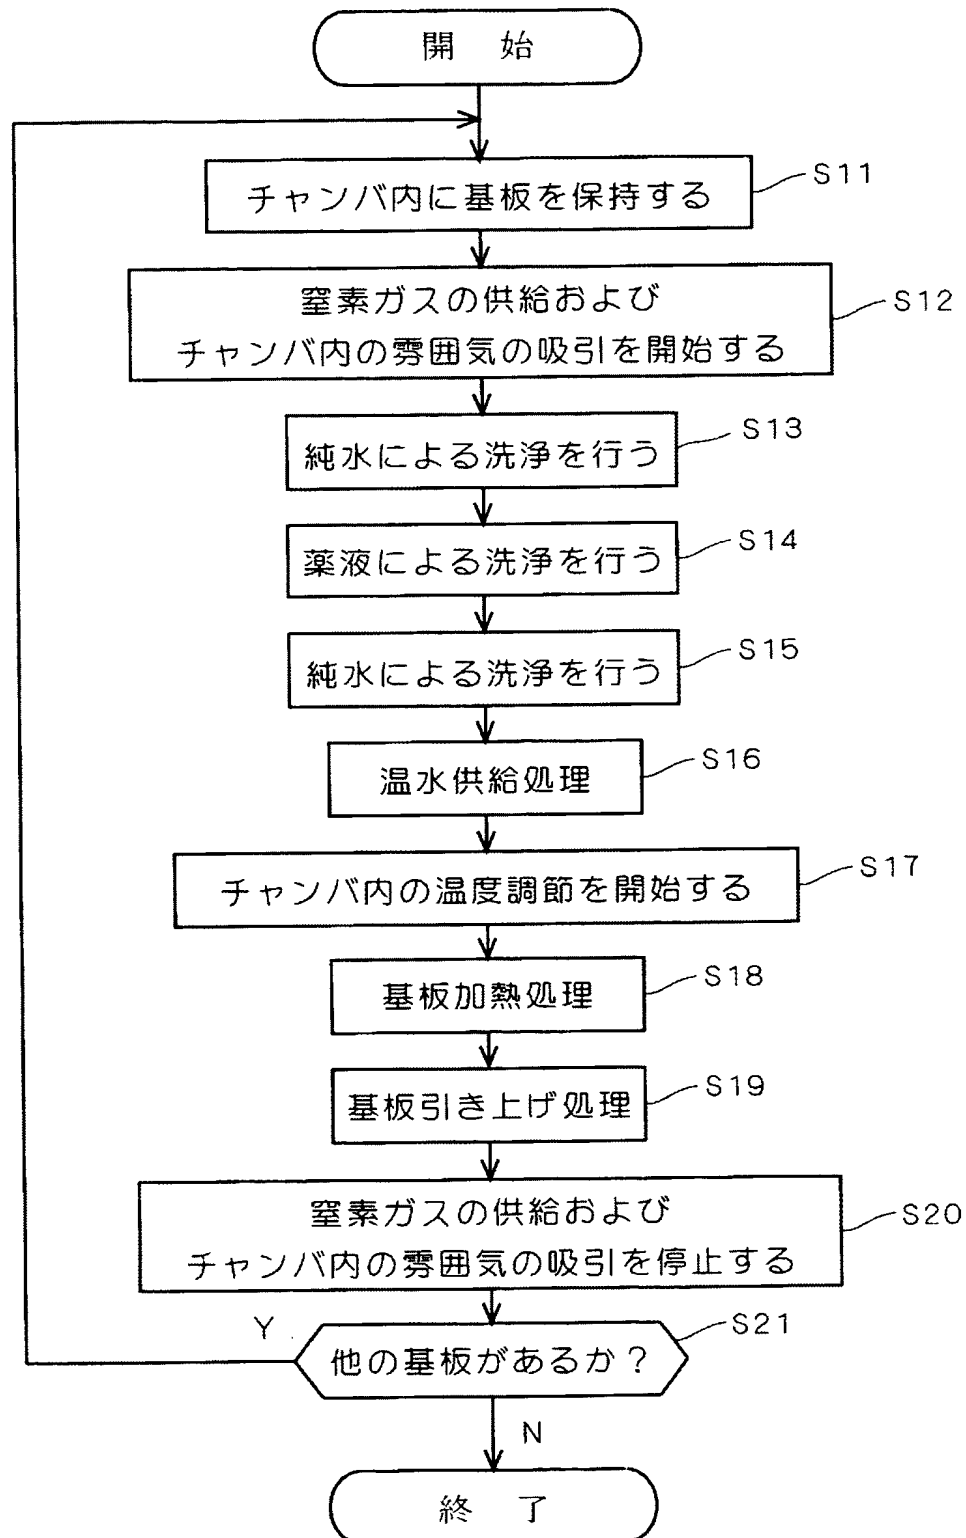 開 始
チャンバ内に基板を保持する
S11
窒素ガスの供給および
チャンバ内の雰囲気の吸引を開始する
S12
純水による洗浄を行う
S13
薬液による洗浄を行う
S14
純水による洗浄を行う
S15
温水供給処理
S16
チャンバ内の温度調節を開始する
S17
基板加熱処理
S18
基板引き上げ処理
S19
窒素ガスの供給および
チャンバ内の雰囲気の吸引を停止する
S20
Y
他の基板があるか?
S21
N
終 了